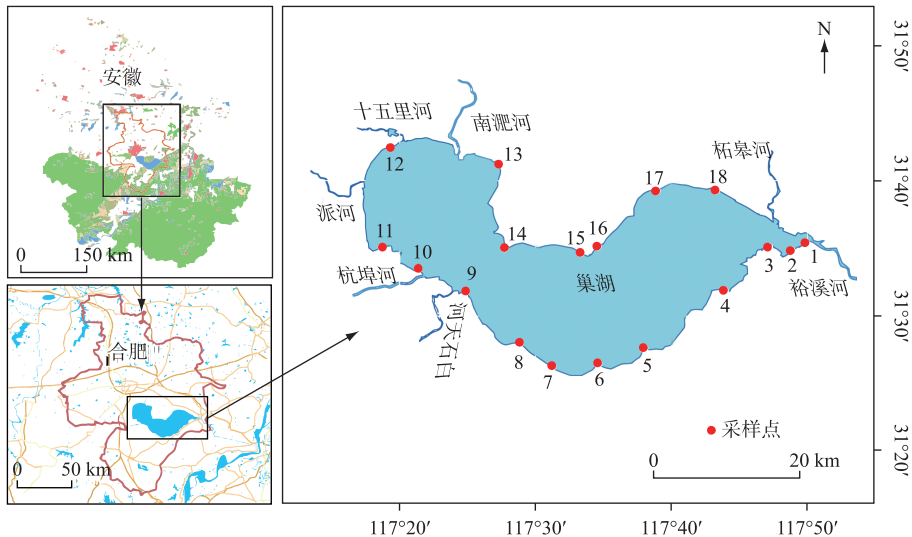 安徽
0 150 km
合肥
0 50 km
N
十五里河
南淝河
柘皋河
12
13
17
18
派河
11
10
14
15
16
3
2
1
杭埠河
9
巢湖
裕溪河
4
河天石白
8
7
6
5
采样点
0 20 km
31°50′
31°40′
31°30′
31°20′
117°20′
117°30′
117°40′
117°50′